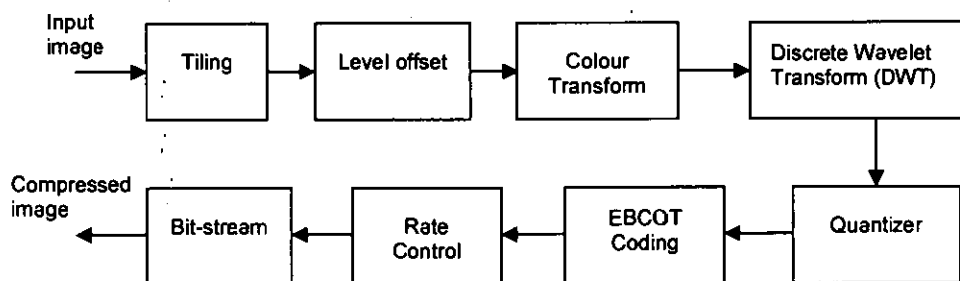 Input
image
Tiling
Level offset
Colour
Transform
Discrete Wavelet
Transform (DWT)
Compressed
image
Bit-stream
Rate
Control
EBCOT
Coding
Quantizer